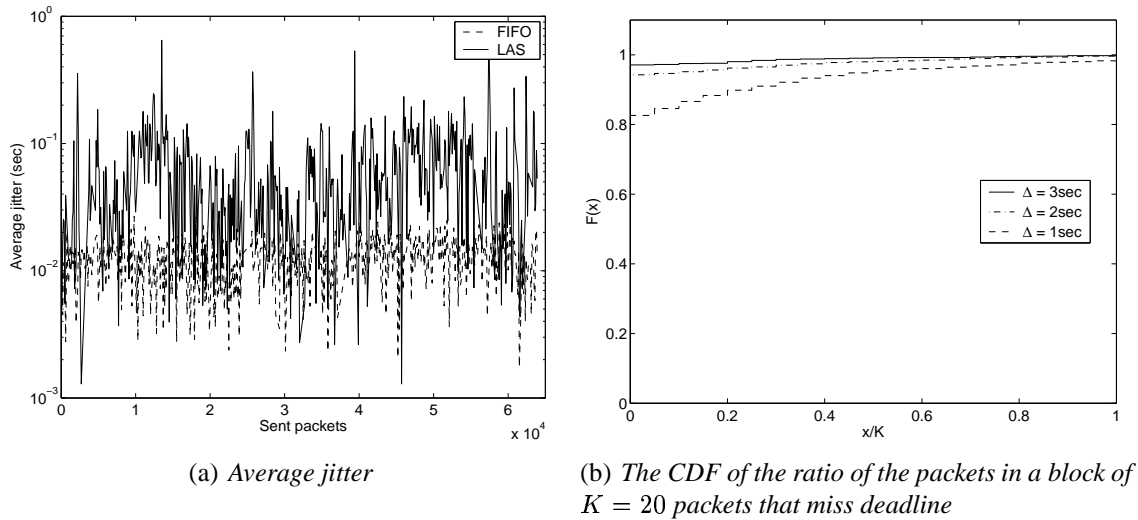 10^0
10^-1
10^-2
10^-3
Average jitter (sec)
FIFO
LAS
0 1 2 3 4 5 6
x 10^4
Sent packets
(a) Average jitter
1
0.8
0.6
0.4
0.2
0
F(x)
Δ = 3sec
Δ = 2sec
Δ = 1sec
0 0.2 0.4 0.6 0.8 1
x/K
(b) The CDF of the ratio of the packets in a block of
K = 20 packets that miss deadline